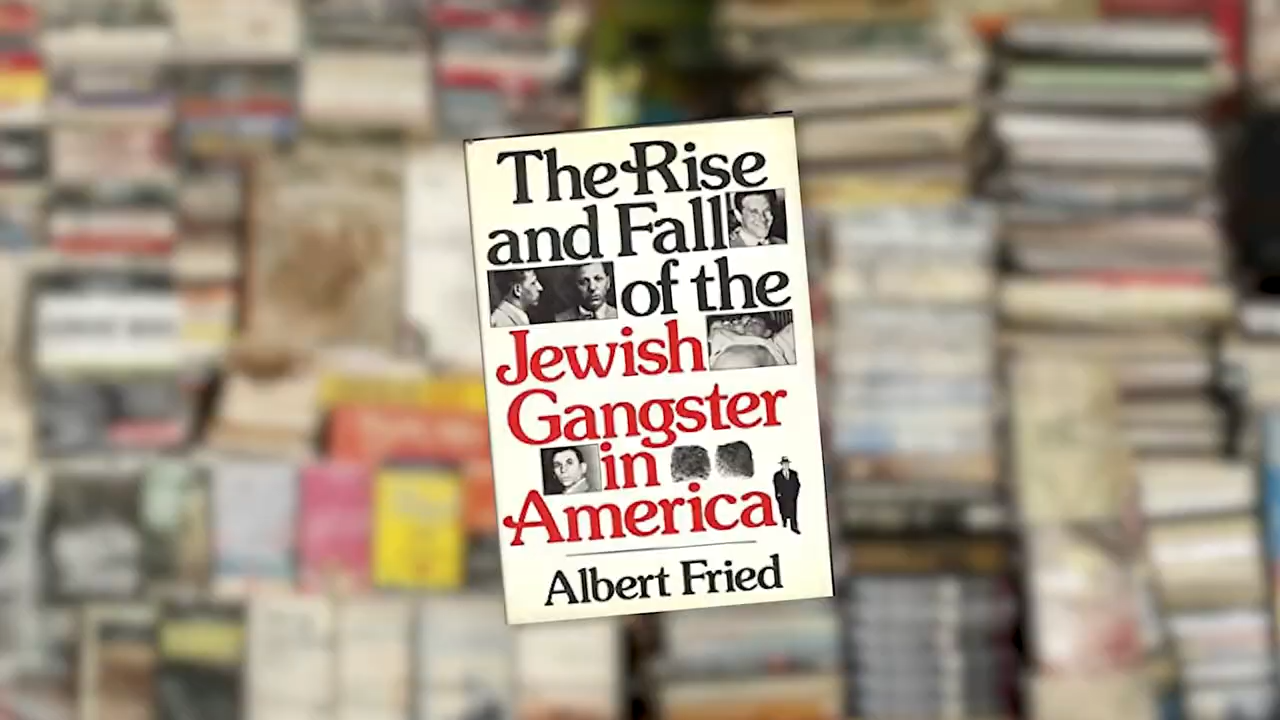 The Rise
and Fall
of the
Jewish
Gangster
in
America
Albert Fried